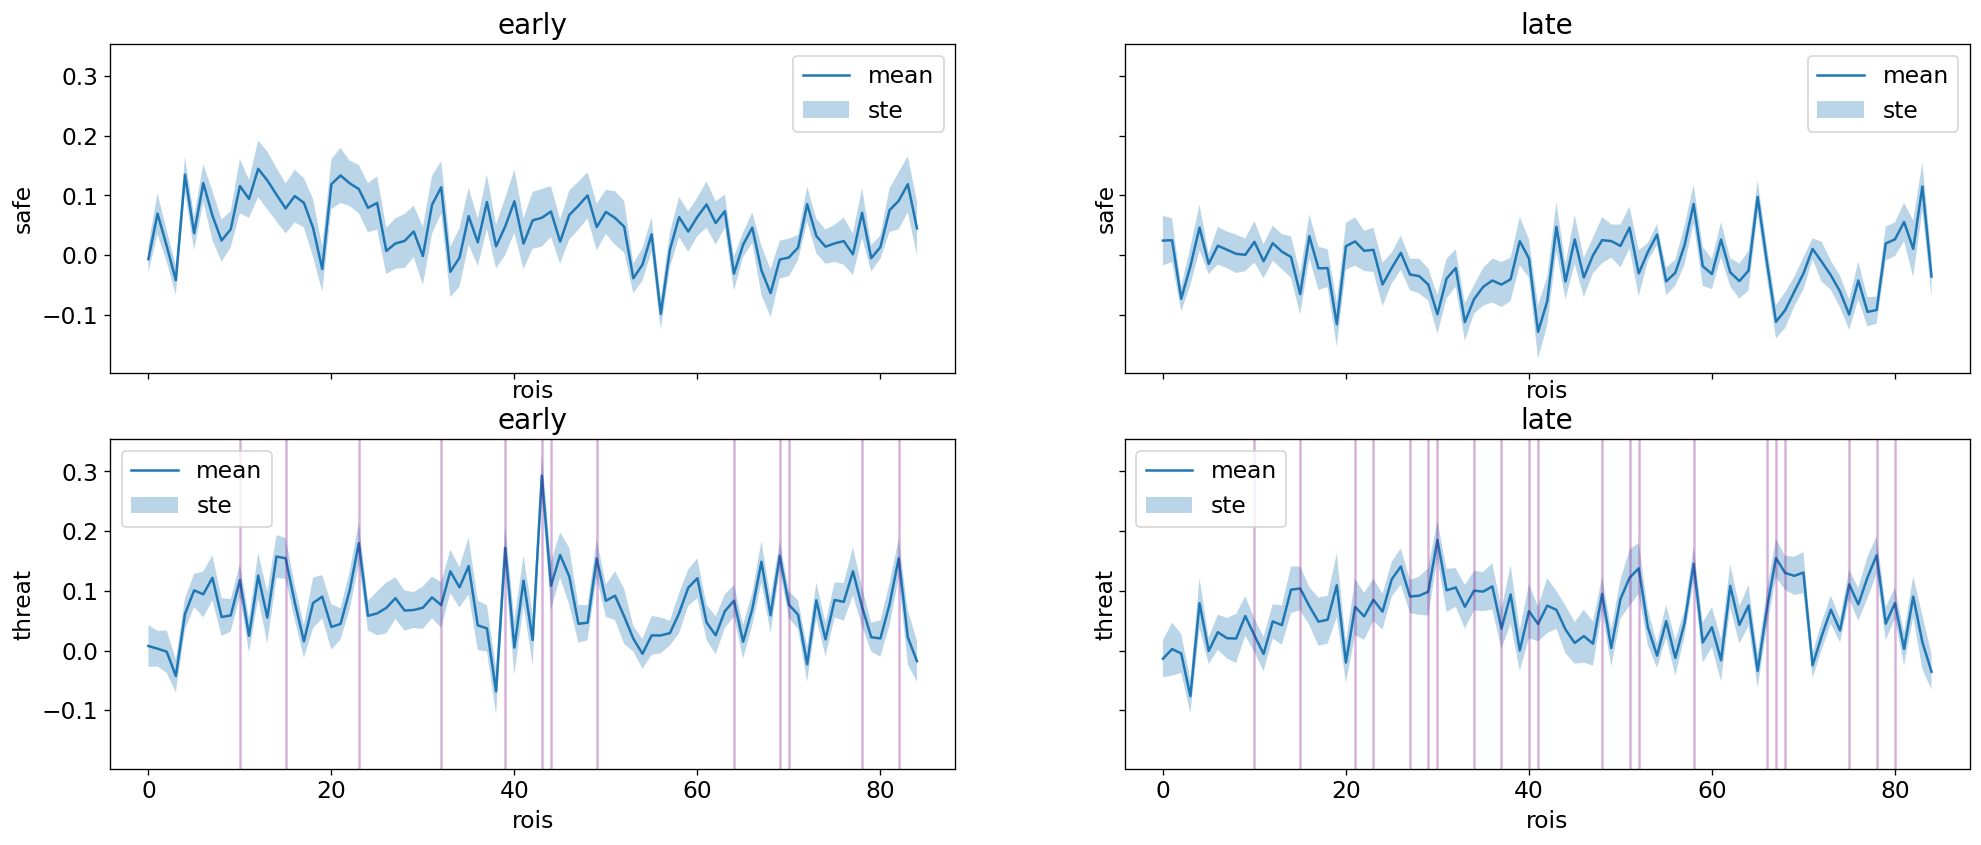 early
late
0.3
0.2
0.1
0.0
−0.1
safe
mean
ste
rois
safe
mean
ste
rois
early
late
0.3
0.2
0.1
0.0
−0.1
threat
mean
ste
0
20
40
60
80
rois
threat
mean
ste
0
20
40
60
80
rois